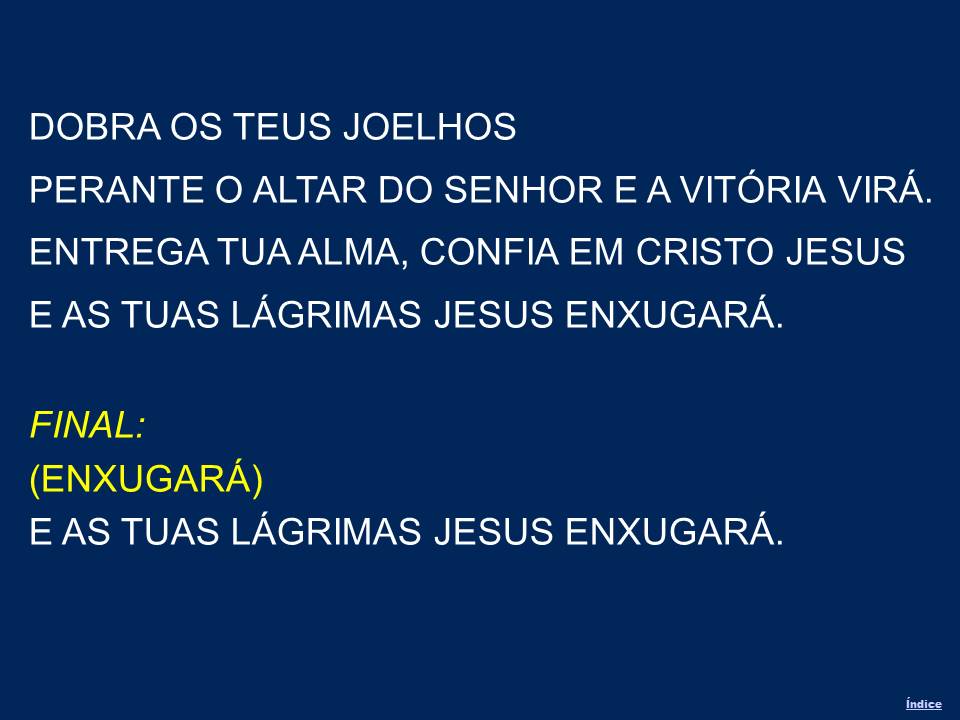 DOBRA OS TEUS JOELHOS
PERANTE O ALTAR DO SENHOR E A VITÓRIA VIRÁ.
ENTREGA TUA ALMA, CONFIA EM CRISTO JESUS
E AS TUAS LÁGRIMAS JESUS ENXUGARÁ.
FINAL:
(ENXUGARÁ)
E AS TUAS LÁGRIMAS JESUS ENXUGARÁ.
Índice